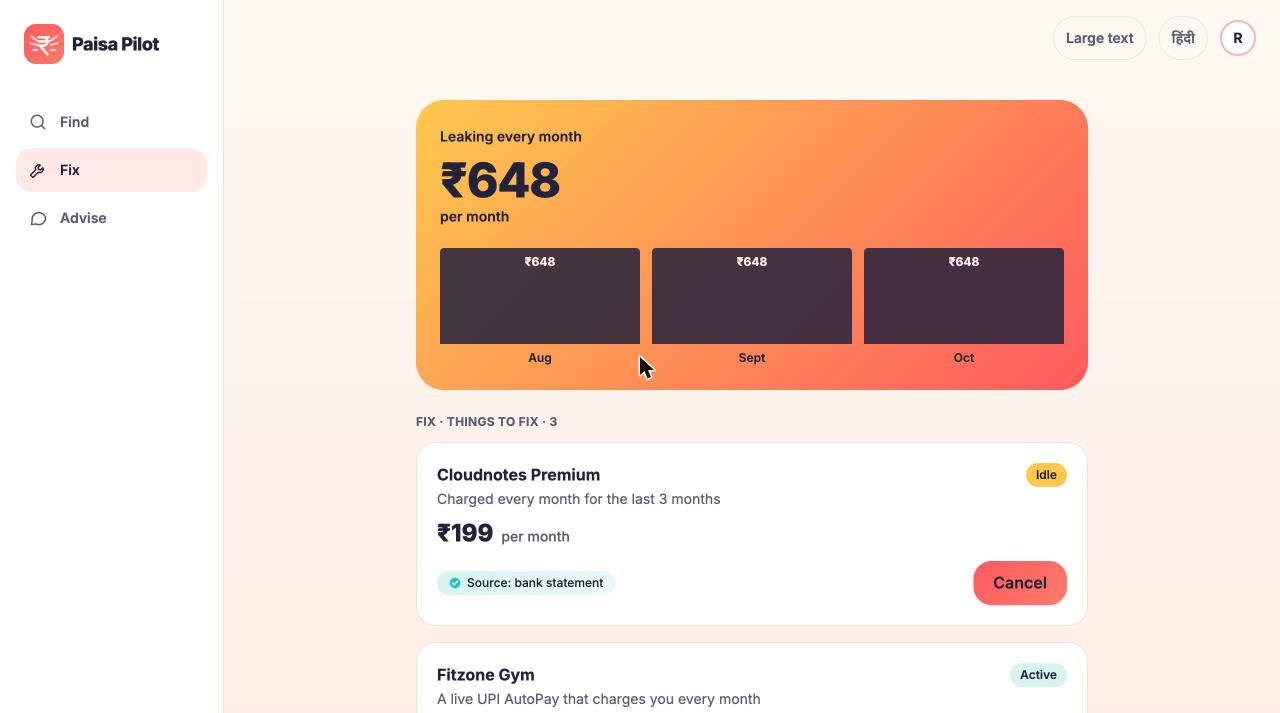 Paisa Pilot
Large text
हिंदी
R
Find
Fix
Advise
Leaking every month
₹648
per month
₹648
₹648
₹648
Aug
Sept
Oct
FIX · THINGS TO FIX · 3
Cloudnotes Premium
Idle
Charged every month for the last 3 months
₹199 per month
Source: bank statement
Cancel
Fitzone Gym
Active
A live UPI AutoPay that charges you every month